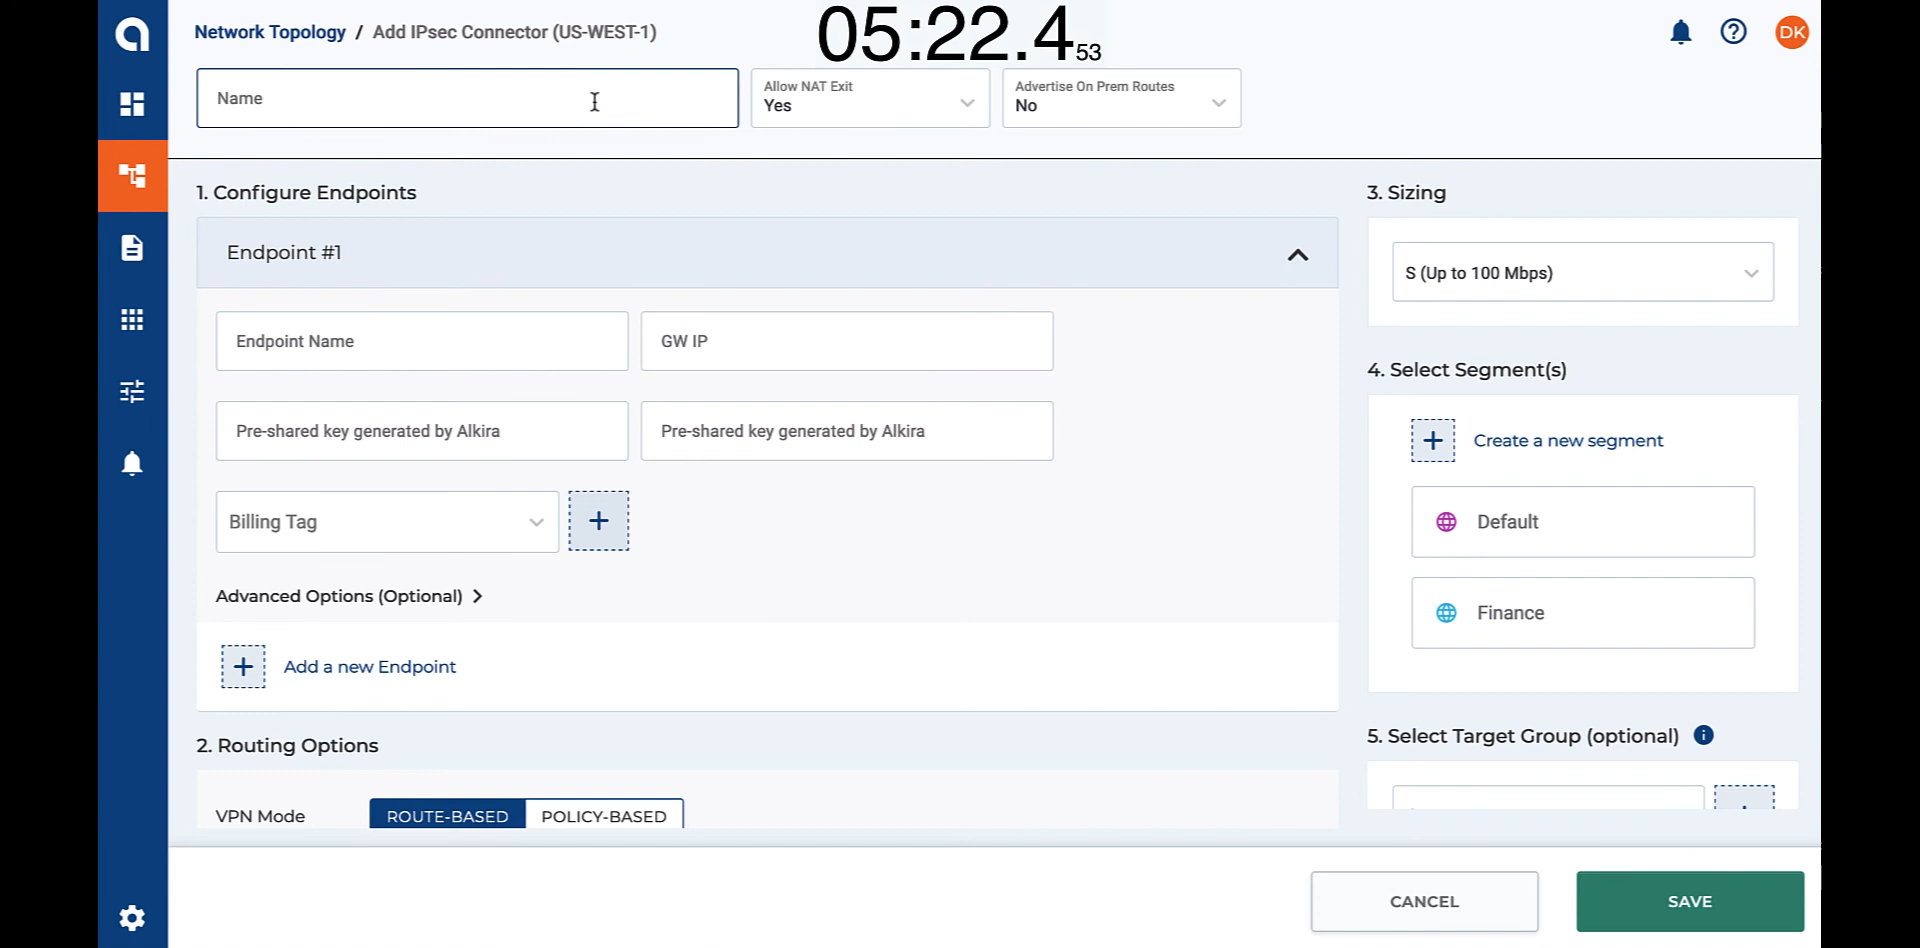 05:22.4 53
Network Topology / Add IPsec Connector (US-WEST-1)
DK
Name
Allow NAT Exit
Yes
Advertise On Prem Routes
No
1. Configure Endpoints
Endpoint #1
Endpoint Name
GW IP
Pre-shared key generated by Alkira
Pre-shared key generated by Alkira
Billing Tag
Advanced Options (Optional)
Add a new Endpoint
2. Routing Options
VPN Mode
ROUTE-BASED
POLICY-BASED
3. Sizing
S (Up to 100 Mbps)
4. Select Segment(s)
Create a new segment
Default
Finance
5. Select Target Group (optional)
CANCEL
SAVE